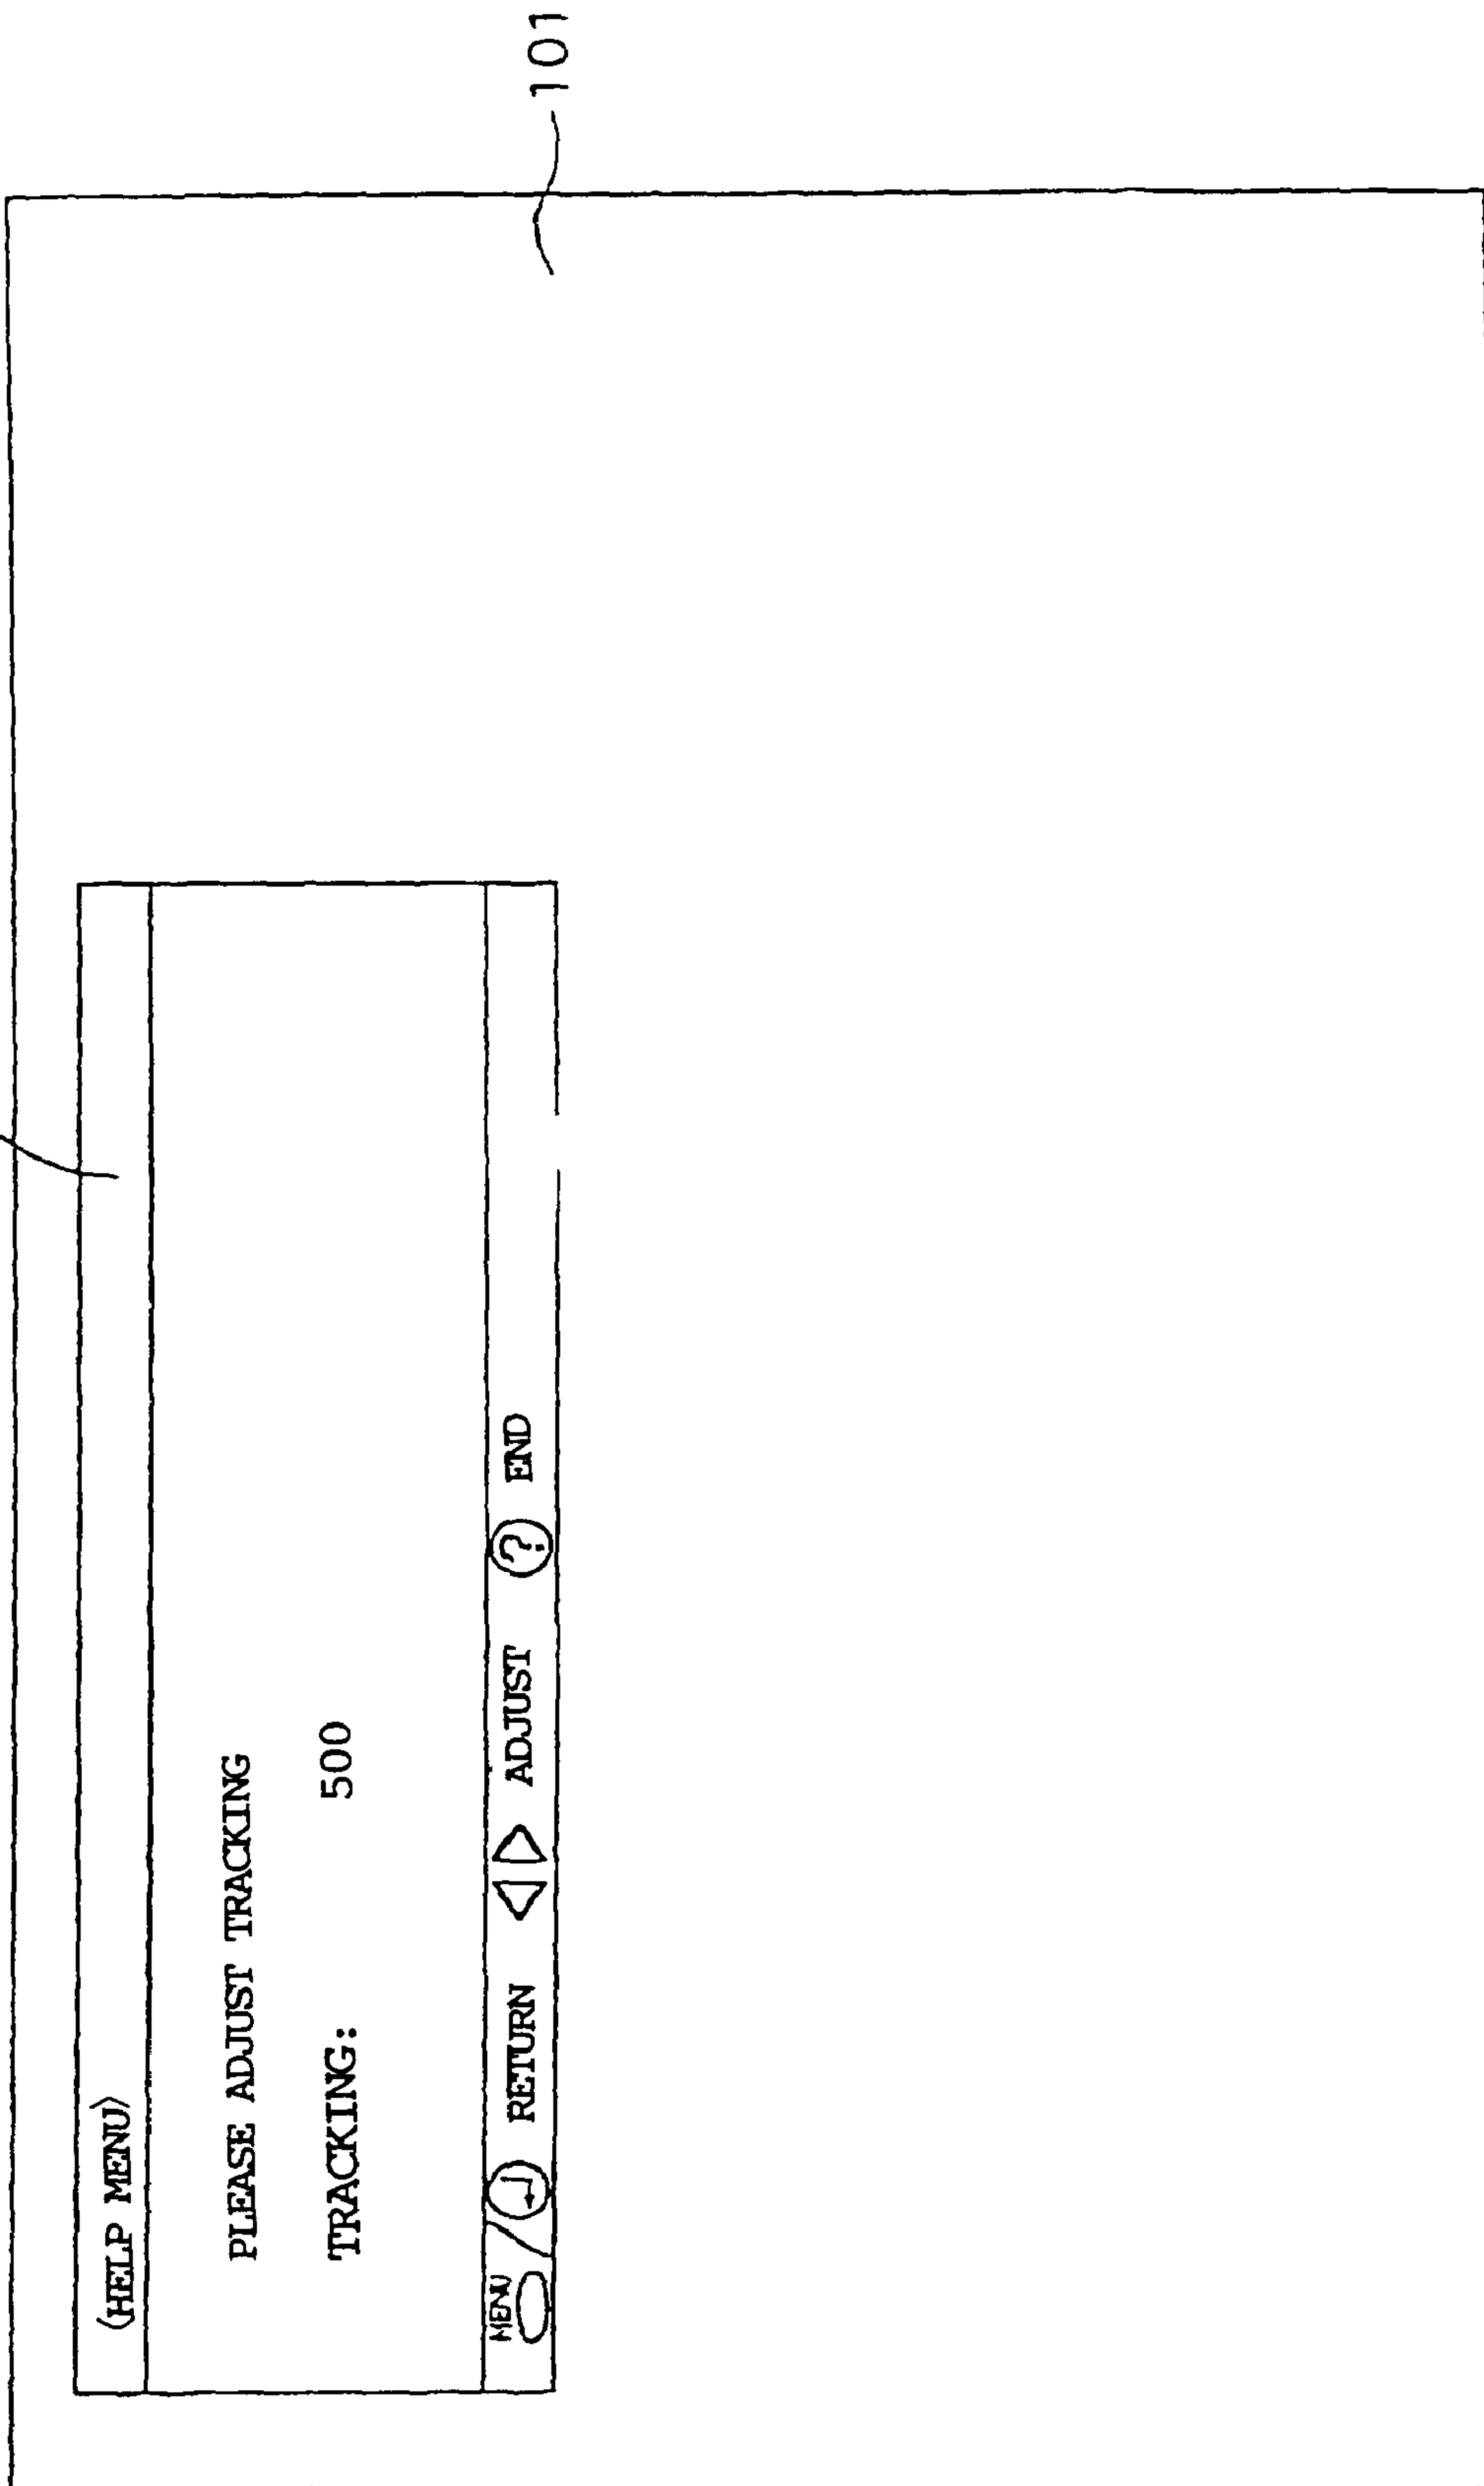 (HELP MENU)
PLEASE ADJUST TRACKING
TRACKING: 500
MENU / RETURN ADJUST ? END
101